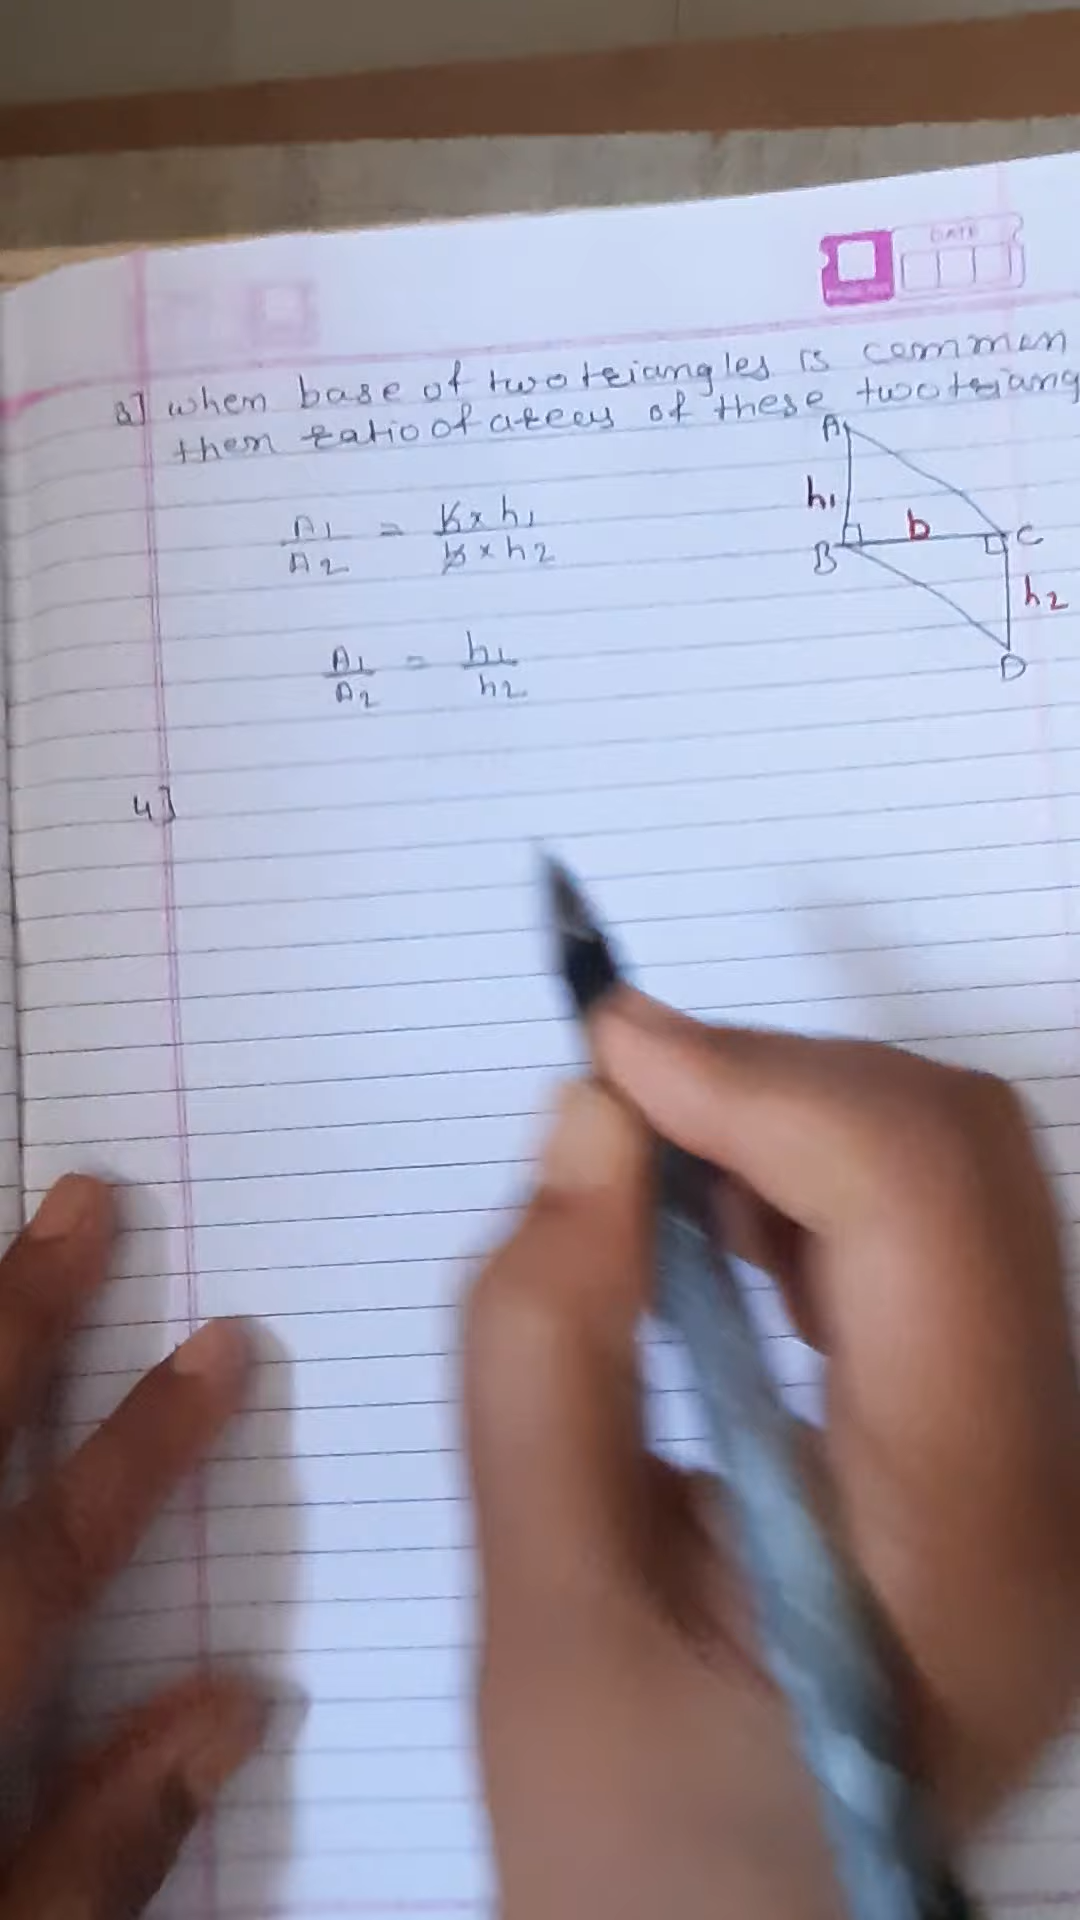 DATE
3] when base of two triangles is common
then ratio of areas of these two triang
A1/A2 = b x h1 / b x h2
A1/A2 = h1/h2
A
h1
b
B
C
h2
D
4]